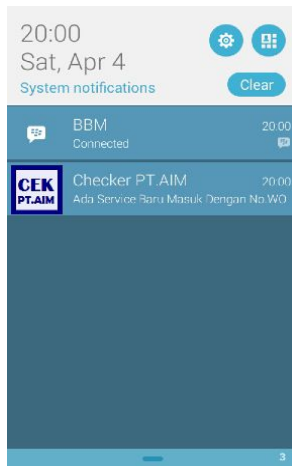 20:00
Sat, Apr 4
System notifications
Clear
BBM
20:00
Connected
CEK
PT.AIM
Checker PT.AIM
20:00
Ada Service Baru Masuk Dengan No.WO
3